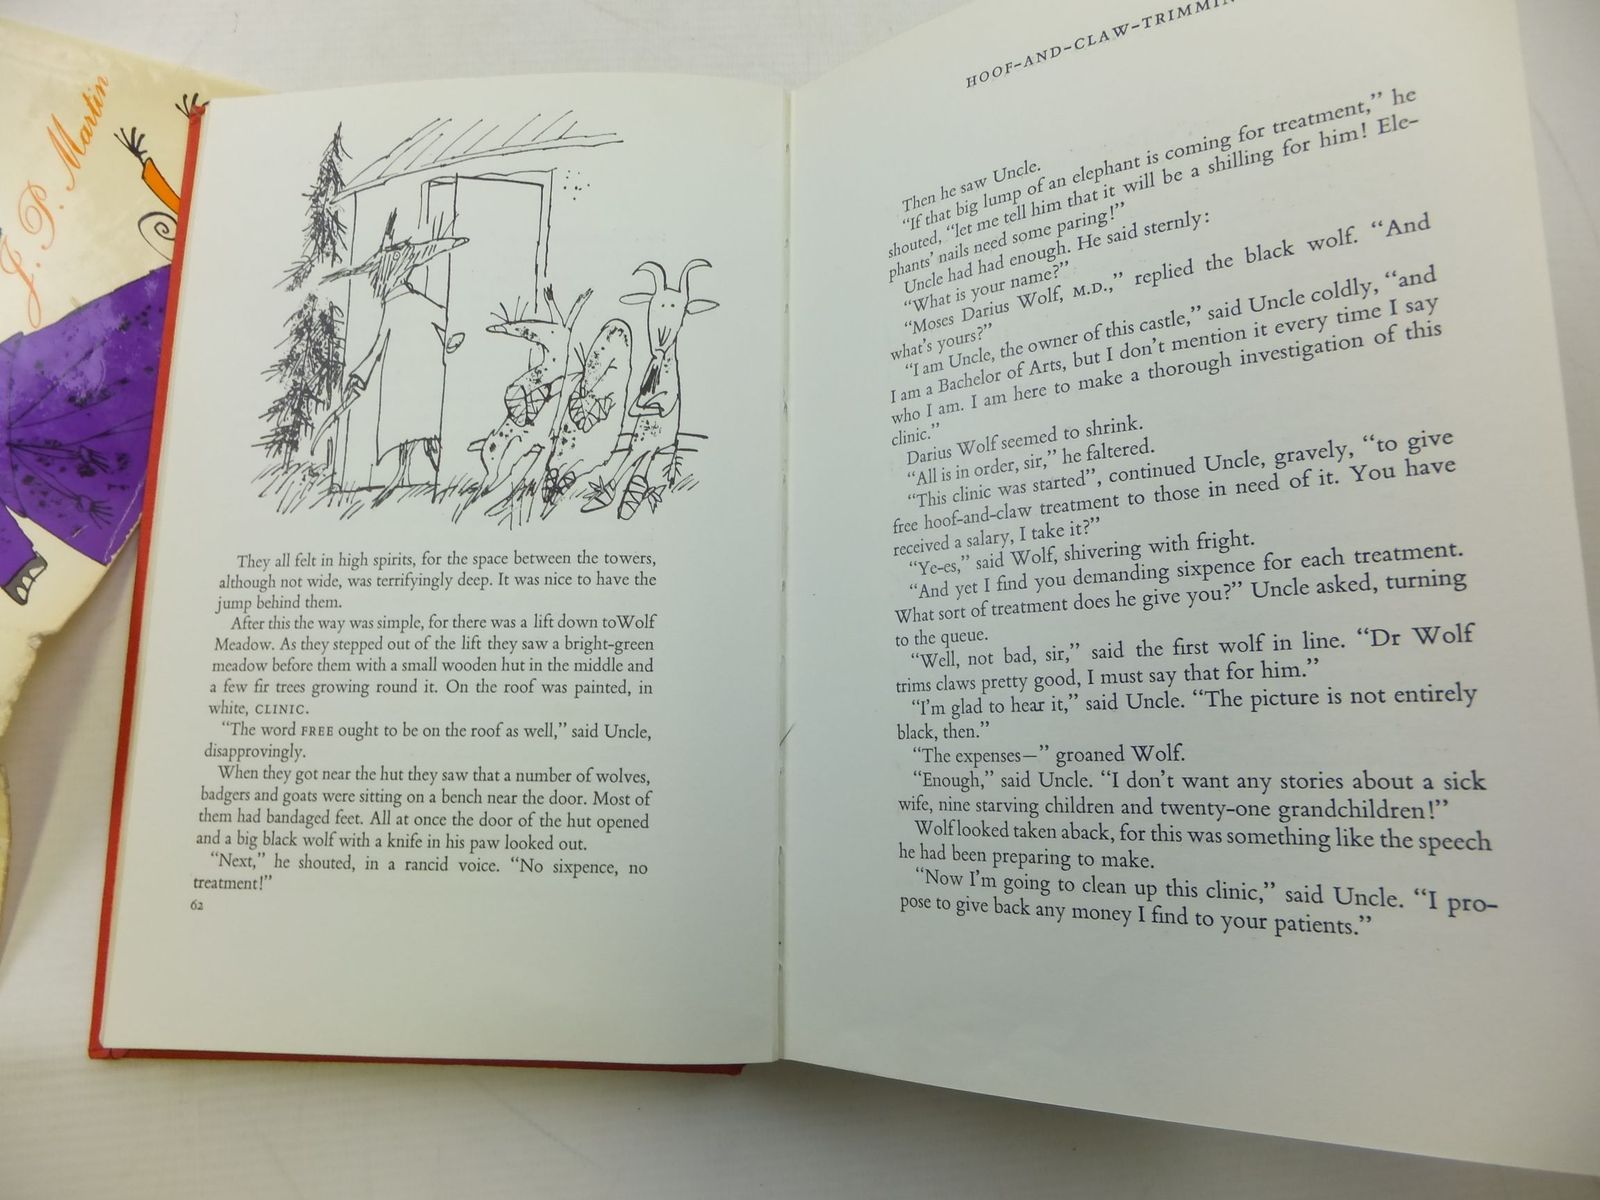 J. P. Martin
They all felt in high spirits, for the space between the towers,
although not wide, was terrifyingly deep. It was nice to have the
jump behind them.
After this the way was simple, for there was a lift down to Wolf
Meadow. As they stepped out of the lift they saw a bright-green
meadow before them with a small wooden hut in the middle and
a few fir trees growing round it. On the roof was painted, in
white, CLINIC.
"The word FREE ought to be on the roof as well," said Uncle,
disapprovingly.
When they got near the hut they saw that a number of wolves,
badgers and goats were sitting on a bench near the door. Most of
them had bandaged feet. All at once the door of the hut opened
and a big black wolf with a knife in his paw looked out.
"Next," he shouted, in a rancid voice. "No sixpence, no
treatment!"
62
HOOF-AND-CLAW-TRIMMIN
Then he saw Uncle.
"If that big lump of an elephant is coming for treatment," he
shouted, "let me tell him that it will be a shilling for him! Ele-
phants' nails need some paring!"
Uncle had had enough. He said sternly:
"What is your name?"
"Moses Darius Wolf, M.D.," replied the black wolf. "And
what's yours?"
"I am Uncle, the owner of this castle," said Uncle coldly, "and
I am a Bachelor of Arts, but I don't mention it every time I say
who I am. I am here to make a thorough investigation of this
clinic."
Darius Wolf seemed to shrink.
"All is in order, sir," he faltered.
"This clinic was started", continued Uncle, gravely, "to give
free hoof-and-claw treatment to those in need of it. You have
received a salary, I take it?"
"Ye-es," said Wolf, shivering with fright.
"And yet I find you demanding sixpence for each treatment.
What sort of treatment does he give you?" Uncle asked, turning
to the queue.
"Well, not bad, sir," said the first wolf in line. "Dr Wolf
trims claws pretty good, I must say that for him."
"I'm glad to hear it," said Uncle. "The picture is not entirely
black, then."
"The expenses—" groaned Wolf.
"Enough," said Uncle. "I don't want any stories about a sick
wife, nine starving children and twenty-one grandchildren!"
Wolf looked taken aback, for this was something like the speech
he had been preparing to make.
"Now I'm going to clean up this clinic," said Uncle. "I pro-
pose to give back any money I find to your patients."